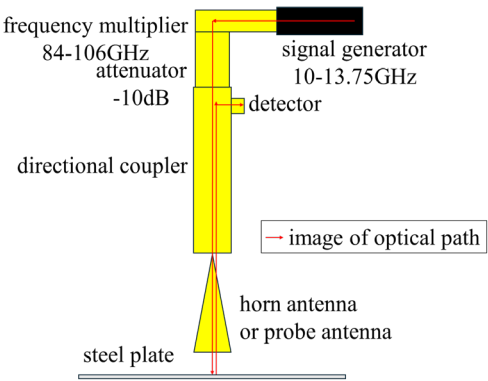 frequency multiplier
84-106GHz
signal generator
10-13.75GHz
attenuator
-10dB
detector
directional coupler
image of optical path
horn antenna
or probe antenna
steel plate